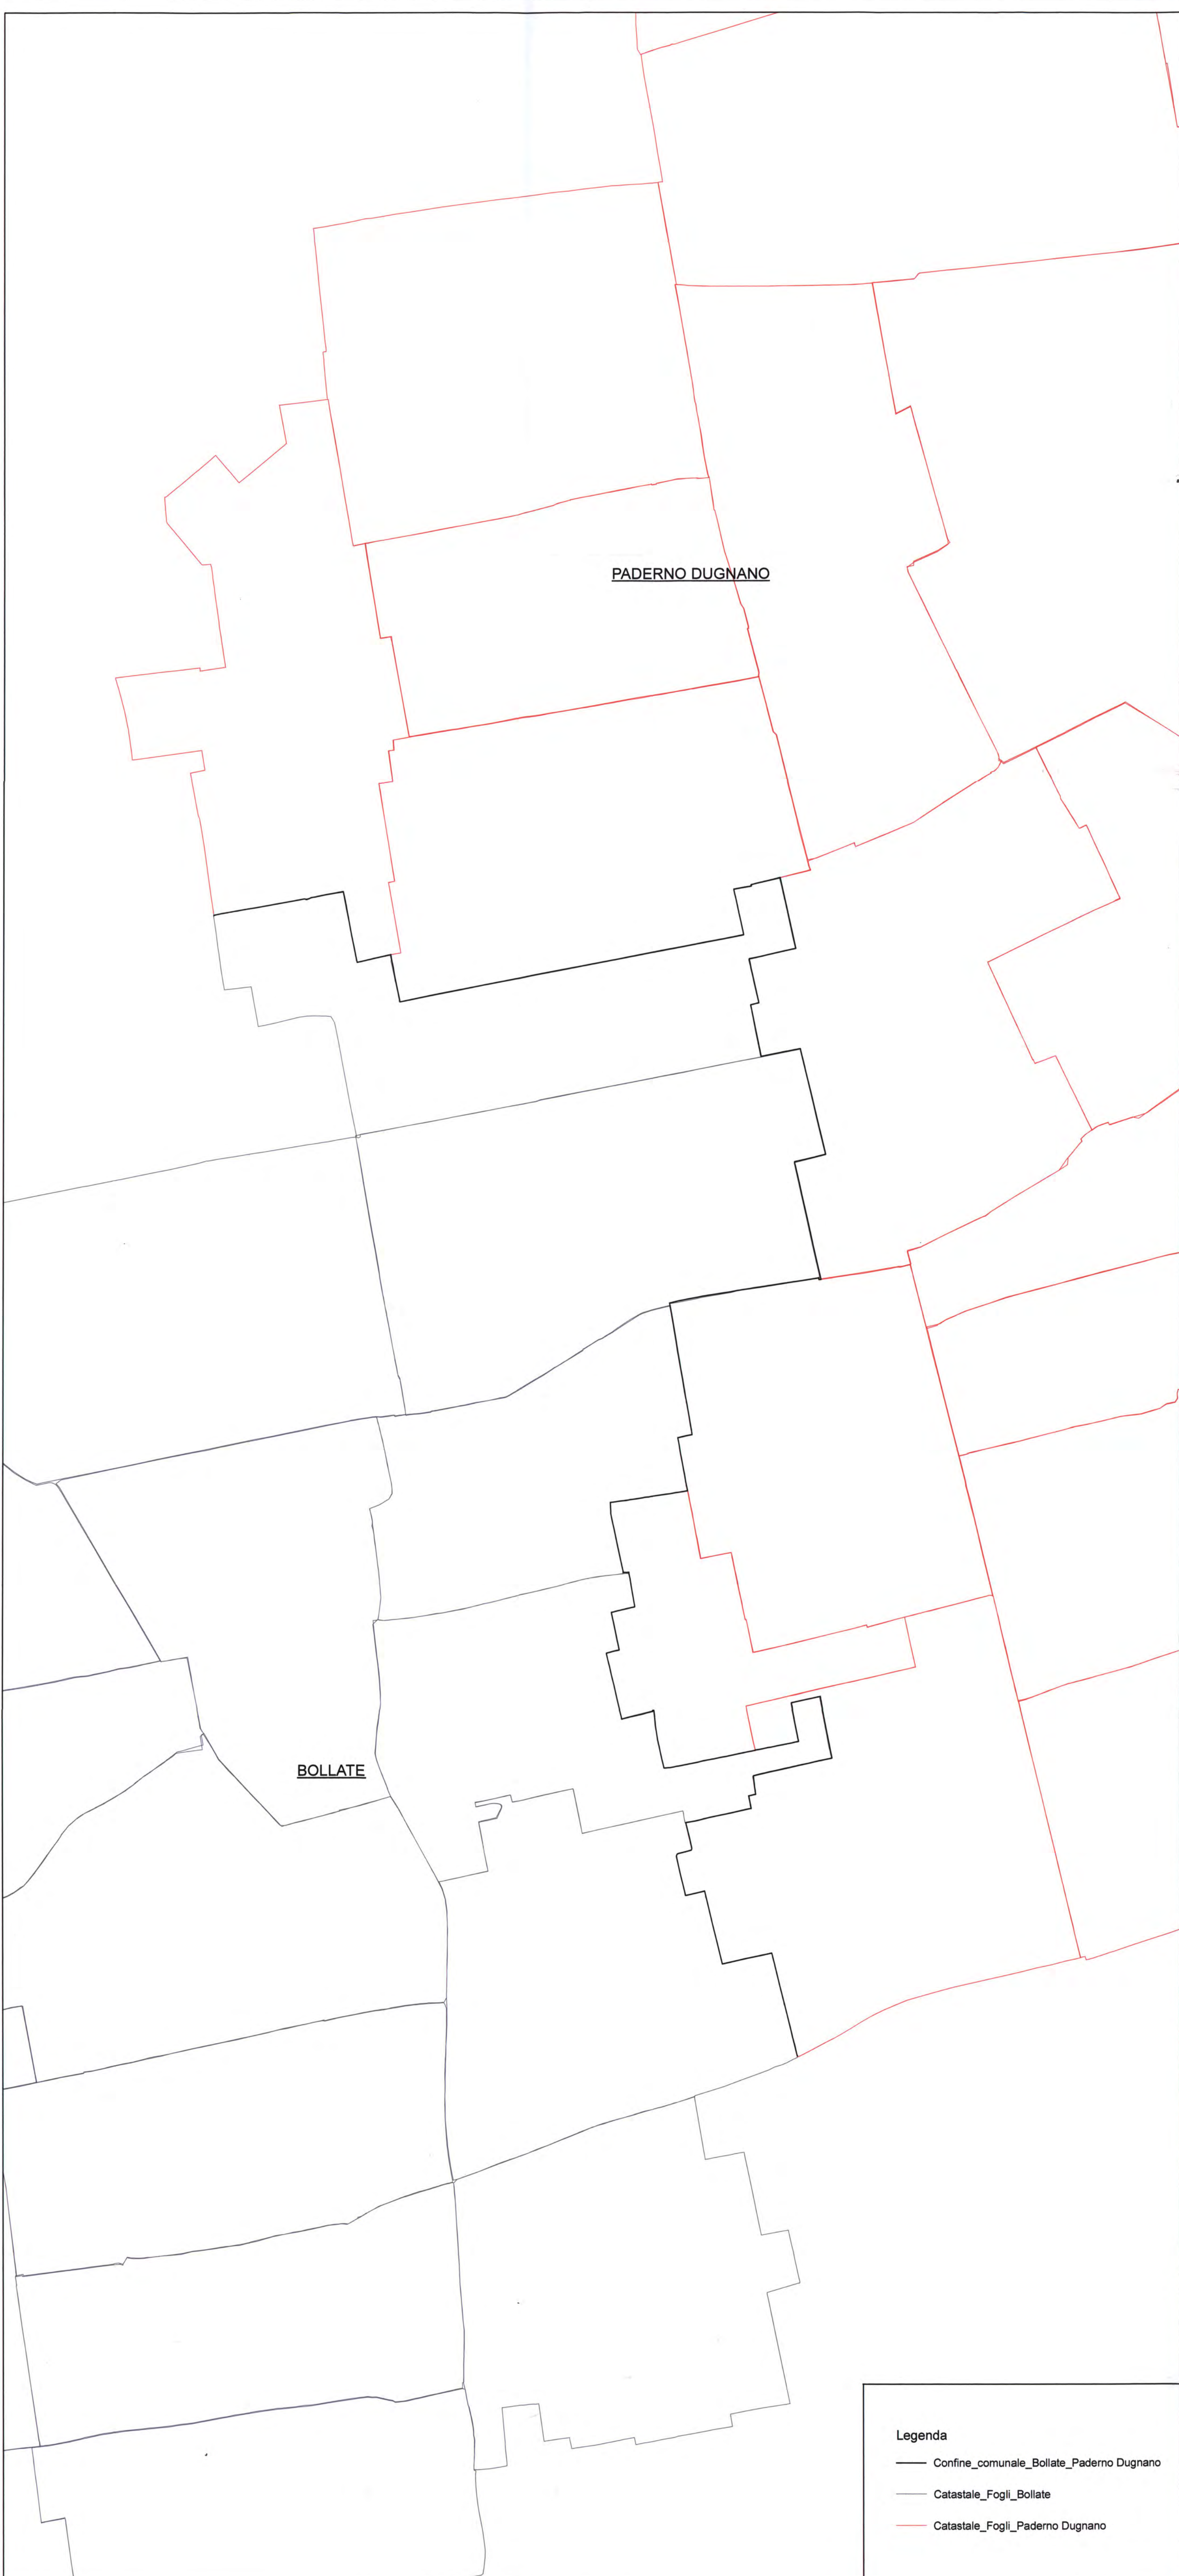 PADERNO DUGNANO
BOLLATE
Legenda
Confine_comunale_Bollate_Paderno Dugnano
Catastale_Fogli_Bollate
Catastale_Fogli_Paderno Dugnano